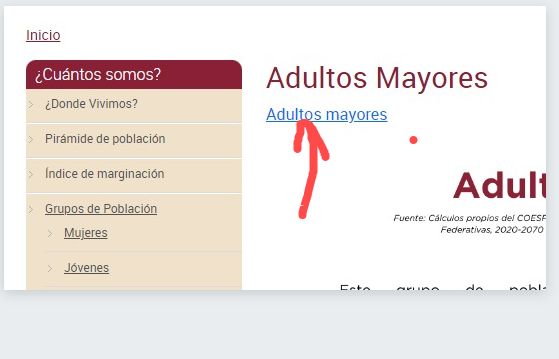 Inicio
¿Cuántos somos?
¿Donde Vivimos?
Pirámide de población
Índice de marginación
Grupos de Población
Mujeres
Jóvenes
Adultos Mayores
Adultos mayores
Adult
Fuente: Cálculos propios del COESP
Federativas, 2020-2070
Este grupo de pobla